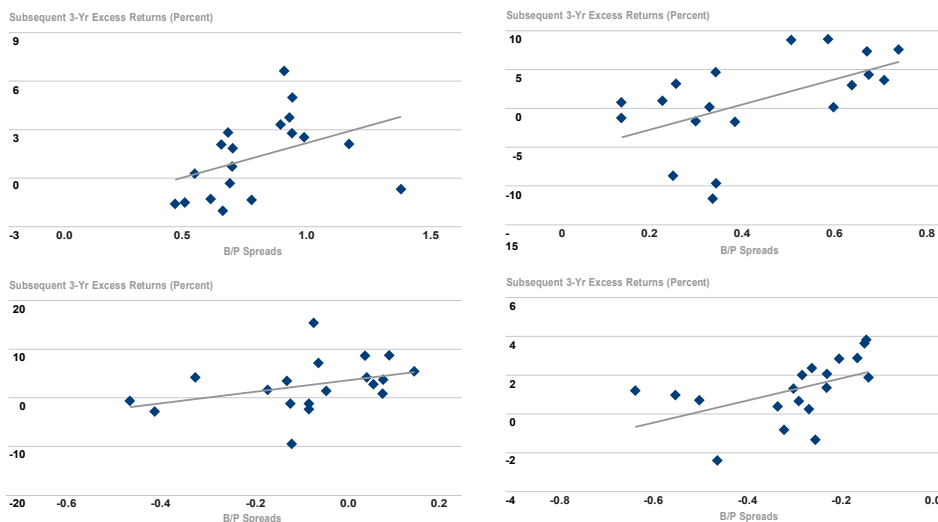 Subsequent 3-Yr Excess Returns (Percent)
9
6
3
0
-3
0.0 0.5 1.0 1.5
B/P Spreads
Subsequent 3-Yr Excess Returns (Percent)
10
5
0
-5
-10
-
15
0 0.2 0.4 0.6 0.8
B/P Spreads
Subsequent 3-Yr Excess Returns (Percent)
20
10
0
-10
-20
-0.6 -0.4 -0.2 0.0 0.2
B/P Spreads
Subsequent 3-Yr Excess Returns (Percent)
6
4
2
0
-2
-4
-0.8 -0.6 -0.4 -0.2 0.0
B/P Spreads